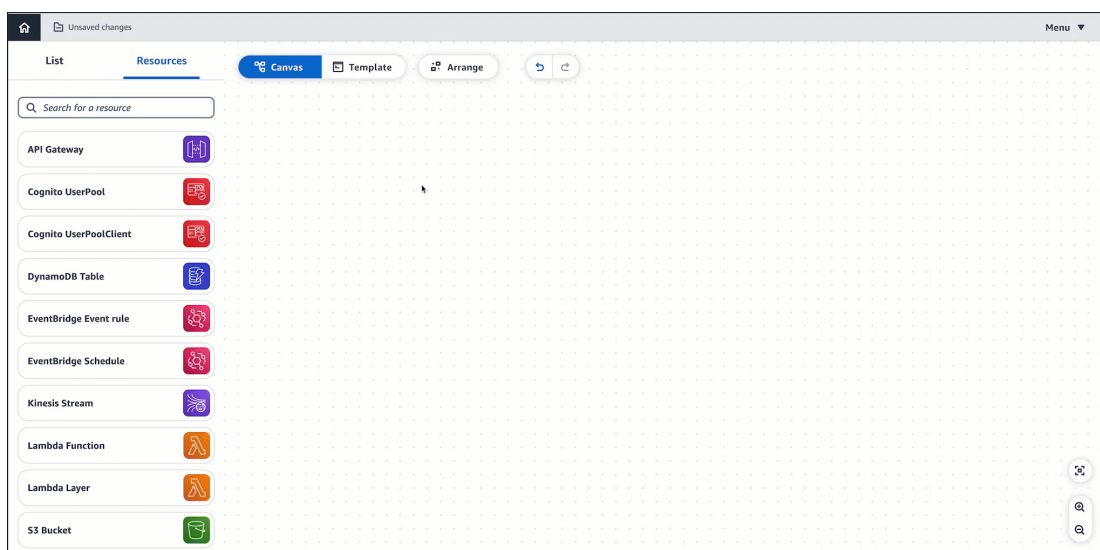 Unsaved changes
Menu ▼
List
Resources
Canvas
Template
Arrange
Search for a resource
API Gateway
Cognito UserPool
Cognito UserPoolClient
DynamoDB Table
EventBridge Event rule
EventBridge Schedule
Kinesis Stream
Lambda Function
Lambda Layer
S3 Bucket